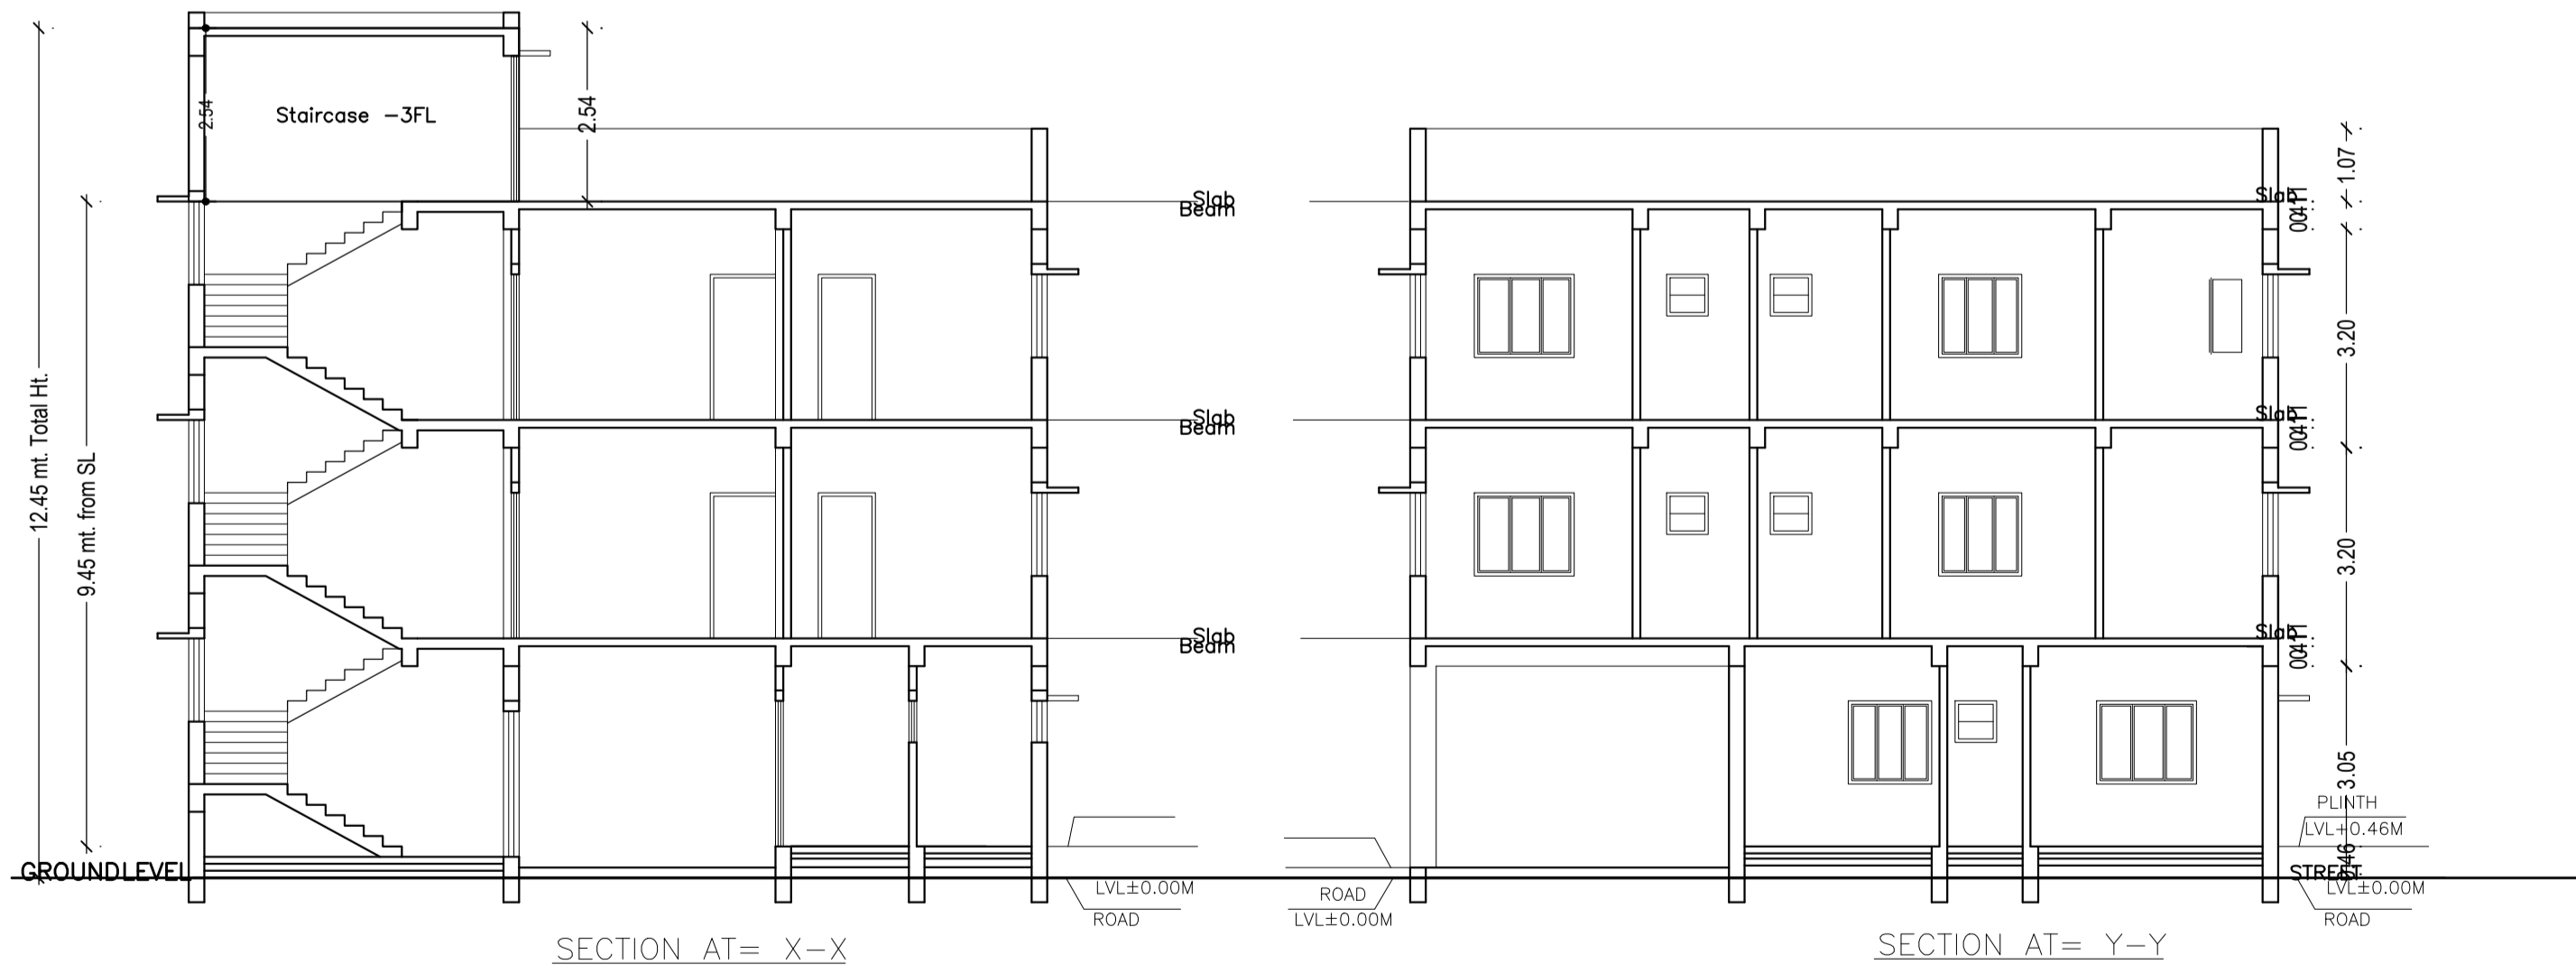 Staircase -3FL
2.54
2.54
12.45 mt. Total Ht.
9.45 mt. from SL
Slab
Beam
Slab
Beam
Slab
Beam
GROUNDLEVEL
LVL±0.00M
ROAD
SECTION AT= X-X
1.07
Slab
3.20
Slab
3.20
Slab
3.05
PLINTH
LVL+0.46M
STREET
LVL±0.00M
ROAD
ROAD
LVL±0.00M
SECTION AT= Y-Y